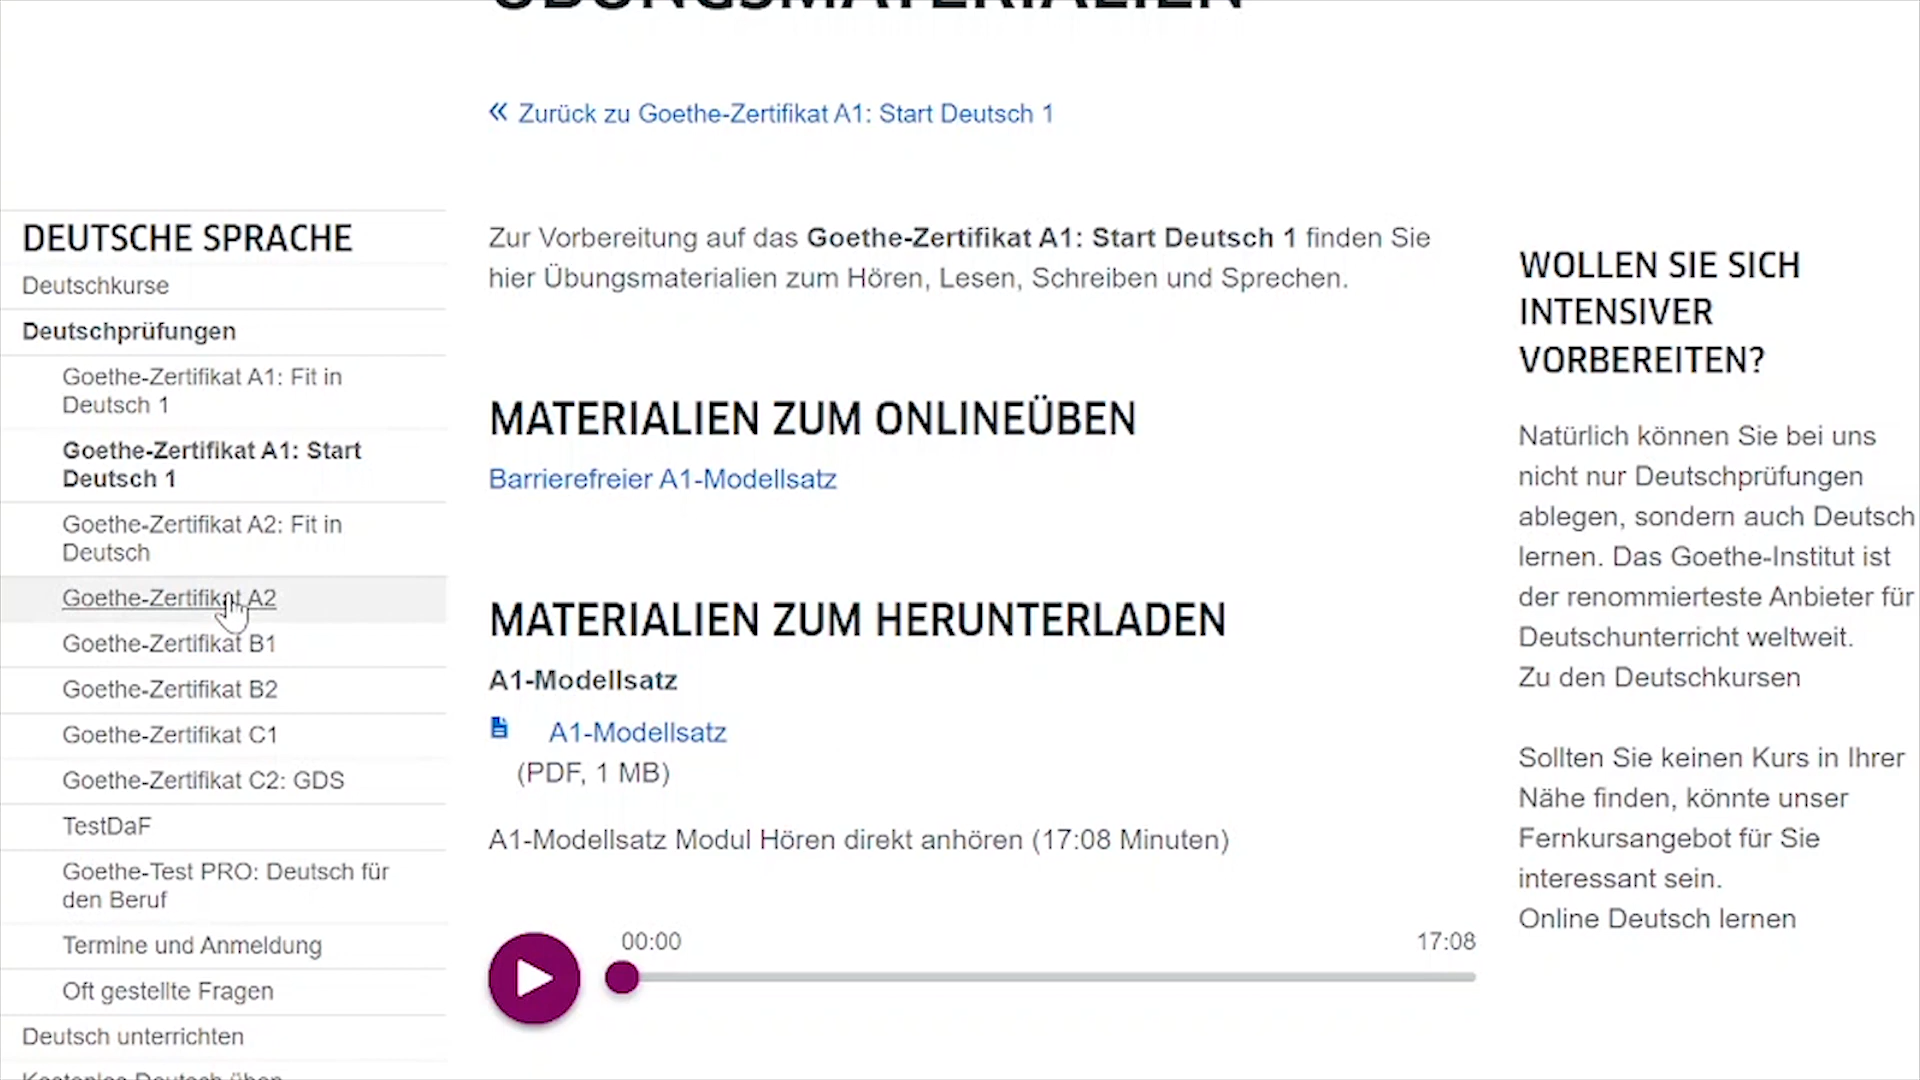 ÜBUNGSMATERIALIEN
Zurück zu Goethe-Zertifikat A1: Start Deutsch 1
DEUTSCHE SPRACHE
Deutschkurse
Deutschprüfungen
Goethe-Zertifikat A1: Fit in
Deutsch 1
Goethe-Zertifikat A1: Start
Deutsch 1
Goethe-Zertifikat A2: Fit in
Deutsch
Goethe-Zertifikat A2
Goethe-Zertifikat B1
Goethe-Zertifikat B2
Goethe-Zertifikat C1
Goethe-Zertifikat C2: GDS
TestDaF
Goethe-Test PRO: Deutsch für
den Beruf
Termine und Anmeldung
Oft gestellte Fragen
Deutsch unterrichten
Kostenlos Deutsch üben
Zur Vorbereitung auf das Goethe-Zertifikat A1: Start Deutsch 1 finden Sie
hier Übungsmaterialien zum Hören, Lesen, Schreiben und Sprechen.
MATERIALIEN ZUM ONLINEÜBEN
Barrierefreier A1-Modellsatz
MATERIALIEN ZUM HERUNTERLADEN
A1-Modellsatz
A1-Modellsatz
(PDF, 1 MB)
A1-Modellsatz Modul Hören direkt anhören (17:08 Minuten)
00:00
17:08
WOLLEN SIE SICH
INTENSIVER
VORBEREITEN?
Natürlich können Sie bei uns
nicht nur Deutschprüfungen
ablegen, sondern auch Deutsch
lernen. Das Goethe-Institut ist
der renommierteste Anbieter für
Deutschunterricht weltweit.
Zu den Deutschkursen
Sollten Sie keinen Kurs in Ihrer
Nähe finden, könnte unser
Fernkursangebot für Sie
interessant sein.
Online Deutsch lernen